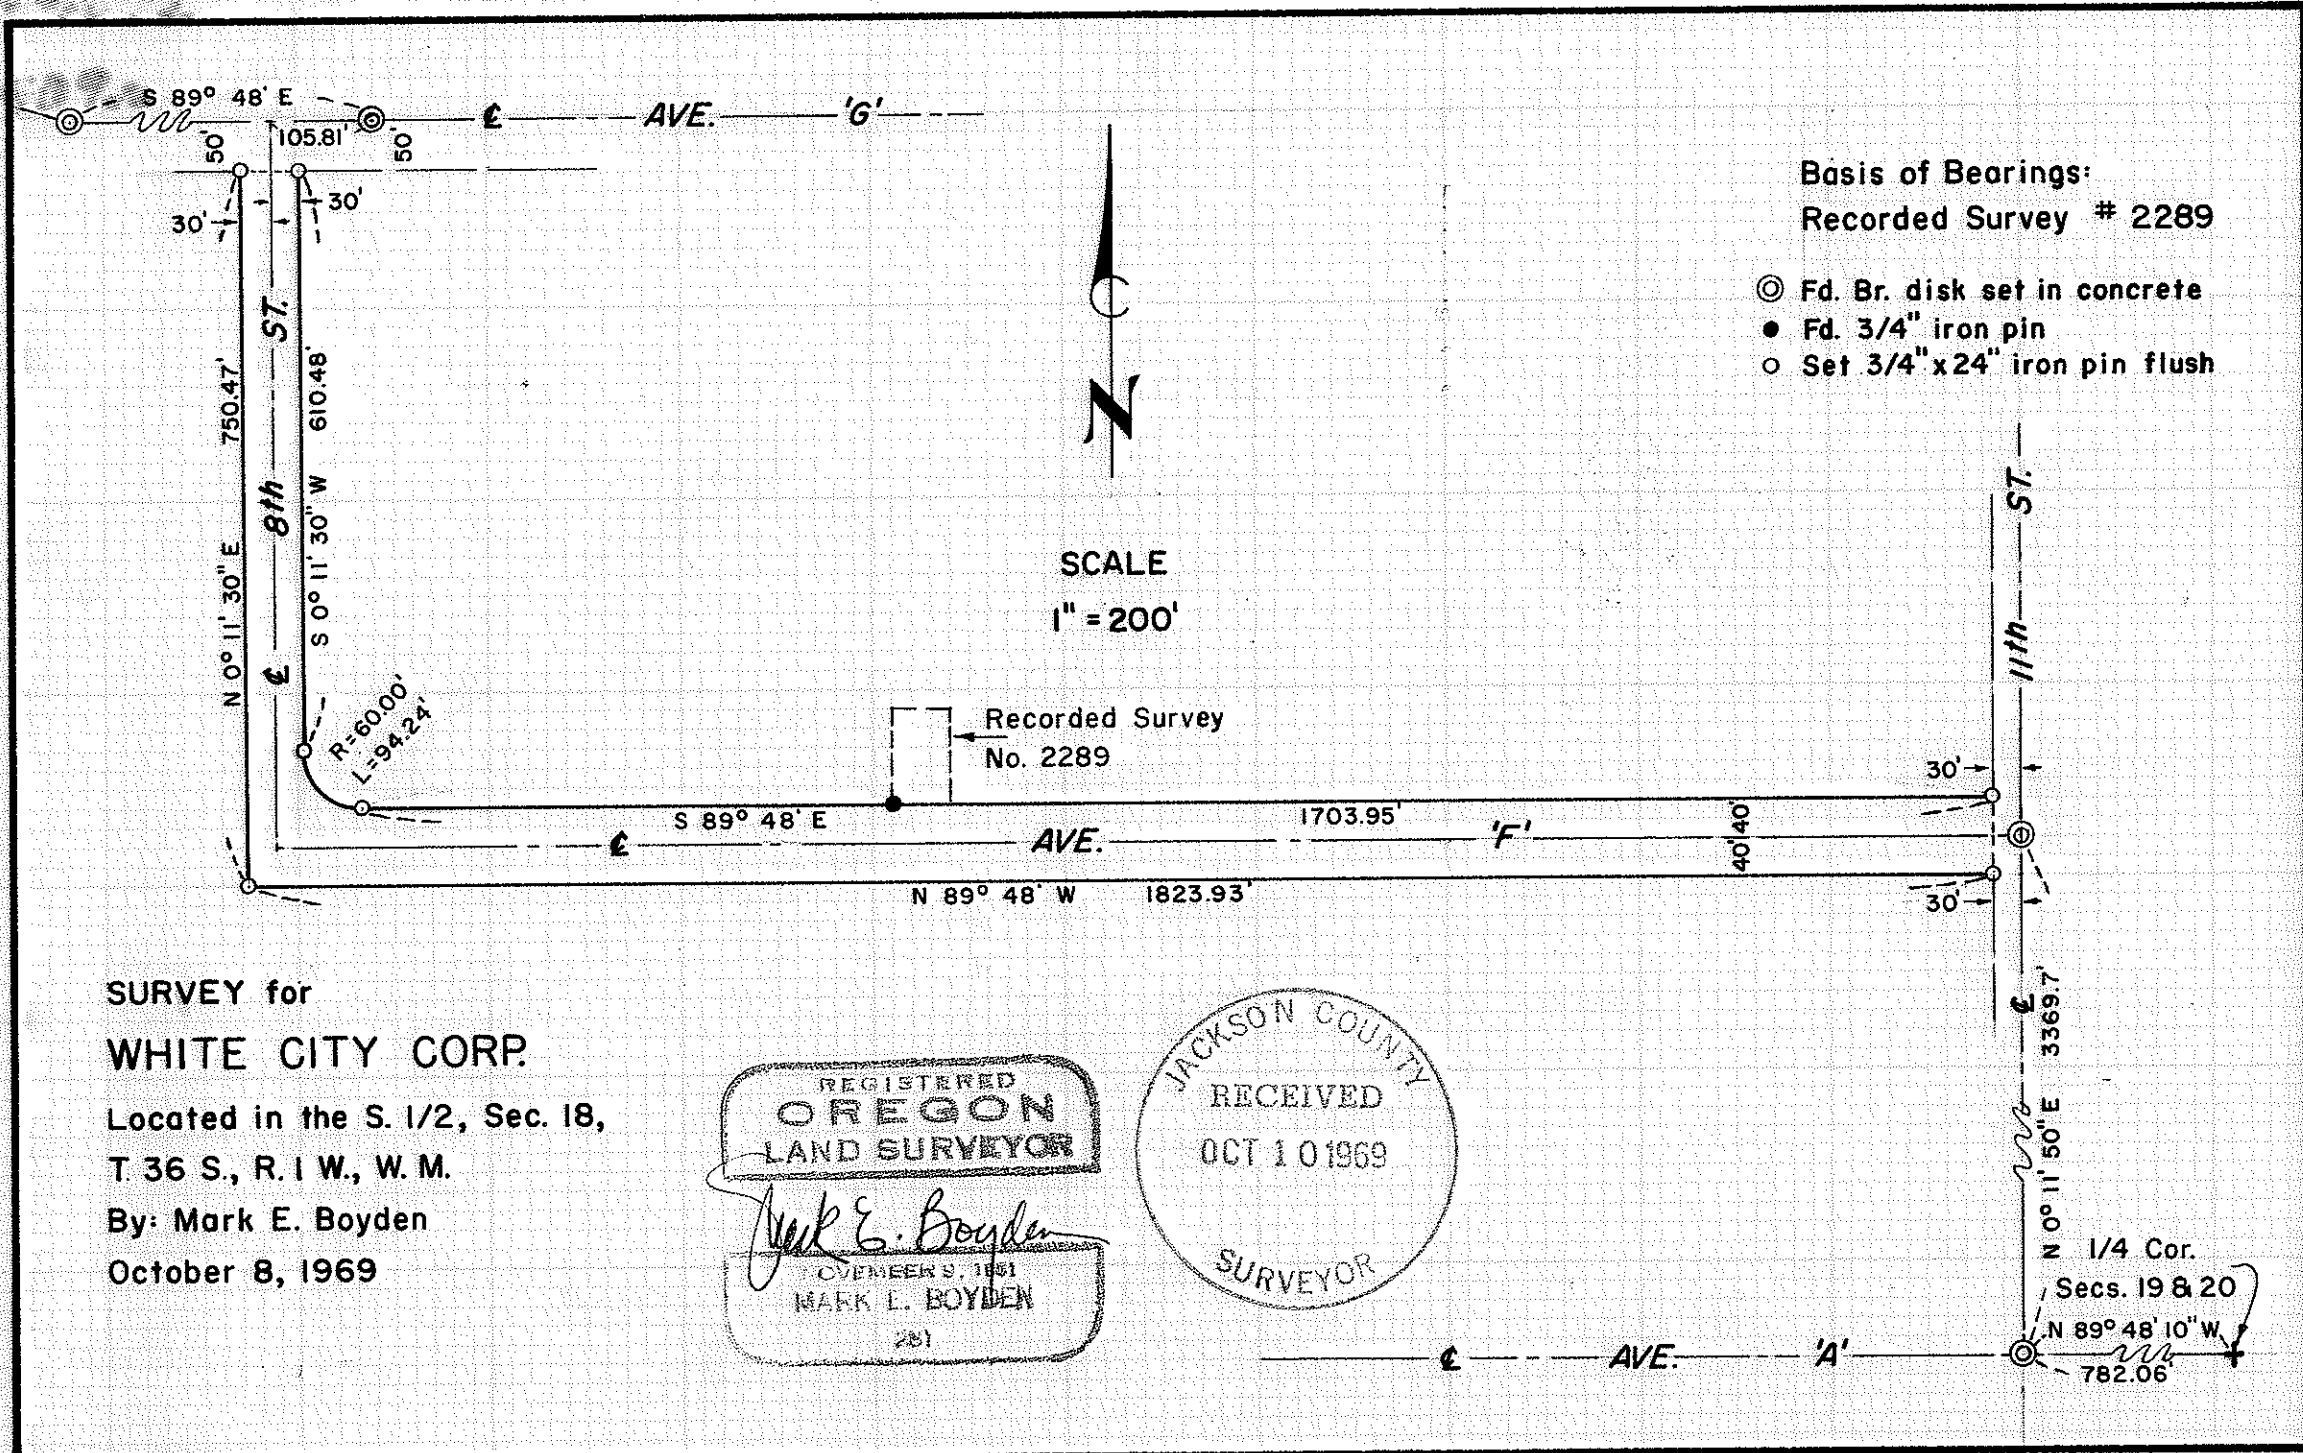 S 89° 48' E
℄ AVE. 'G'
105.81'
50'
50'
30'
30'
Basis of Bearings:
Recorded Survey # 2289
Fd. Br. disk set in concrete
Fd. 3/4" iron pin
Set 3/4" x 24" iron pin flush
N 0° 11' 30" E 750.47'
℄ 8th ST.
S 0° 11' 30" W 610.48'
N
SCALE
1" = 200'
R=60.00'
L=94.24'
Recorded Survey
No. 2289
℄ 11th ST.
30'
S 89° 48' E 1703.95'
℄ AVE. 'F'
40' 40'
N 89° 48' W 1823.93'
30'
N 0° 11' 50" E 3369.7'
SURVEY for
WHITE CITY CORP.
Located in the S. 1/2, Sec. 18,
T. 36 S., R. 1 W., W. M.
By: Mark E. Boyden
October 8, 1969
REGISTERED
OREGON
LAND SURVEYOR
Mark E. Boyden
MARK E. BOYDEN
281
JACKSON COUNTY
RECEIVED
OCT 10 1969
SURVEYOR
1/4 Cor.
Secs. 19 & 20
N 89° 48' 10" W
782.06'
℄ AVE. 'A'